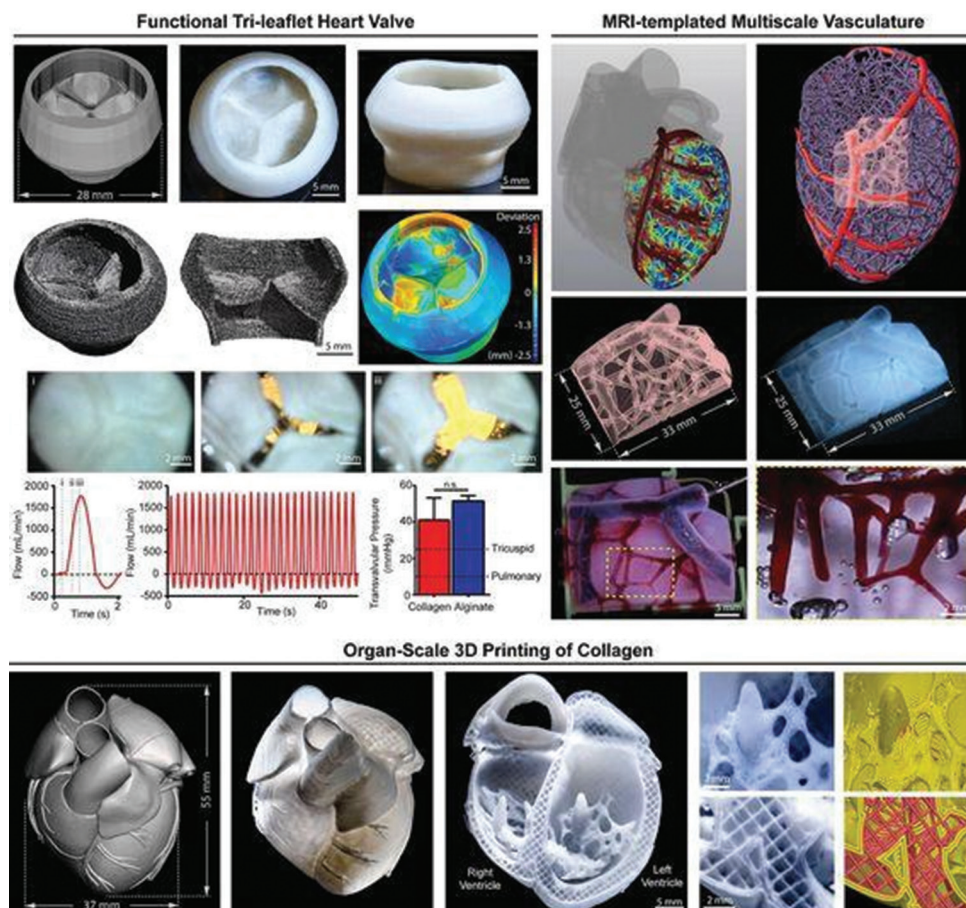 Functional Tri-leaflet Heart Valve
28 mm
5 mm
5 mm
5 mm
Deviation
2.5
1.3
0
-1.3
(mm) -2.5
i
iii
2 mm
2 mm
2 mm
2000
1500
1000
500
0
-500
Flow (mL/min)
i ii iii
0
2
Time (s)
2000
1500
1000
500
0
-500
Flow (mL/min)
0
20
40
Time (s)
60
40
20
0
Transvalvular Pressure
(mmHg)
n.s.
Tricuspid
Pulmonary
Collagen Alginate
MRI-templated Multiscale Vasculature
25 mm
33 mm
25 mm
33 mm
5 mm
2 mm
Organ-Scale 3D Printing of Collagen
55 mm
37 mm
Right
Ventricle
Left
Ventricle
5 mm
2 mm